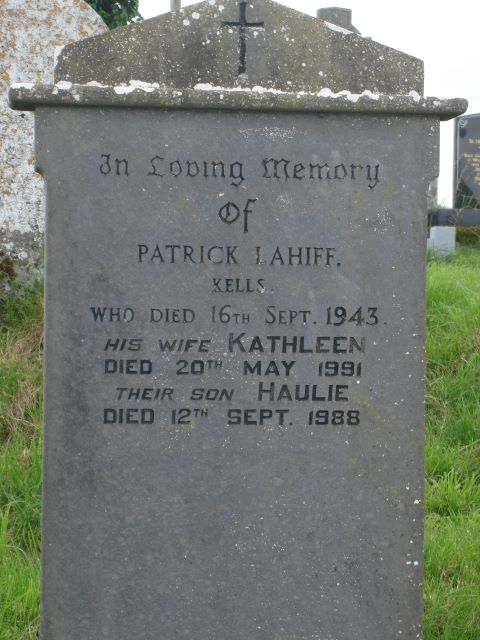 In Loving Memory
Of
PATRICK LAHIFF.
KELLS.
WHO DIED 16TH SEPT. 1943.
HIS WIFE KATHLEEN
DIED 20TH MAY 1991
THEIR SON HAULIE
DIED 12TH SEPT. 1988